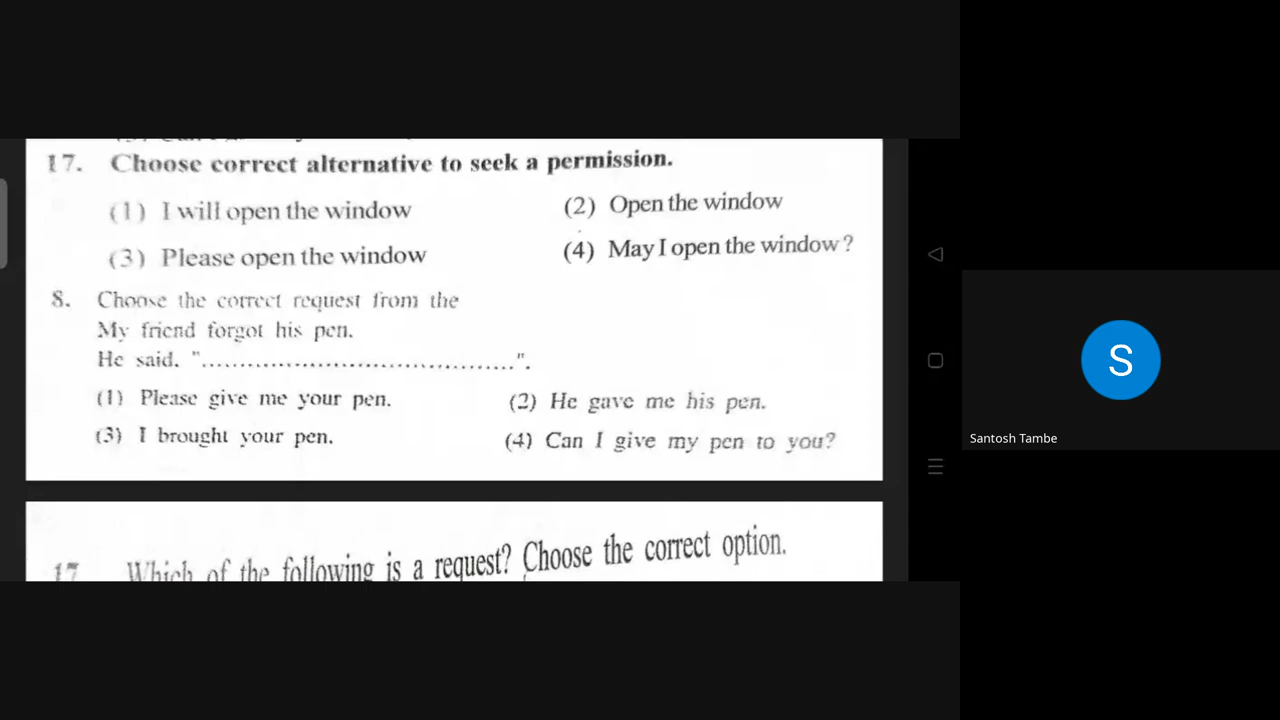 17. Choose correct alternative to seek a permission.
(1) I will open the window (2) Open the window
(3) Please open the window (4) May I open the window?
8. Choose the correct request from the
My friend forgot his pen.
He said. "......................................".
(1) Please give me your pen. (2) He gave me his pen.
(3) I brought your pen. (4) Can I give my pen to you?
17 Which of the following is a request? Choose the correct option.
S
Santosh Tambe